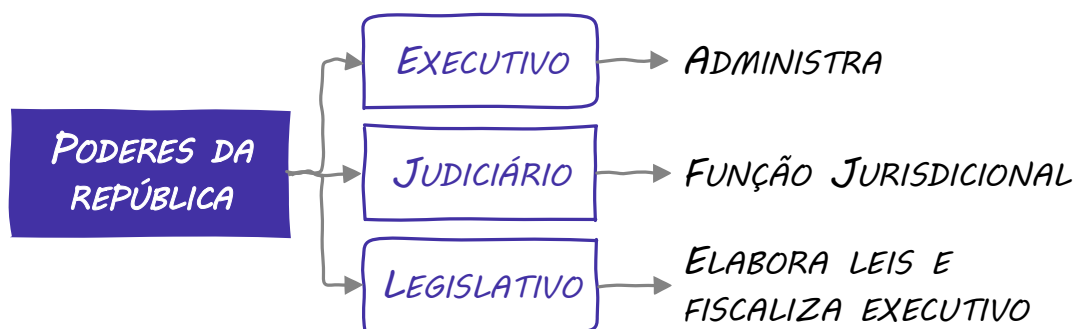 PODERES DA
REPÚBLICA
EXECUTIVO
ADMINISTRA
JUDICIÁRIO
FUNÇÃO JURISDICIONAL
LEGISLATIVO
ELABORA LEIS E
FISCALIZA EXECUTIVO